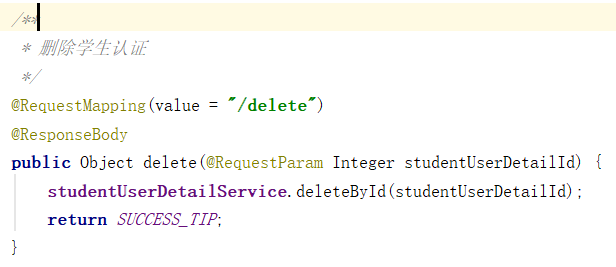 /**
 * 删除学生认证
 */
@RequestMapping(value = "/delete")
@ResponseBody
public Object delete(@RequestParam Integer studentUserDetailId) {
    studentUserDetailService.deleteById(studentUserDetailId);
    return SUCCESS_TIP;
}